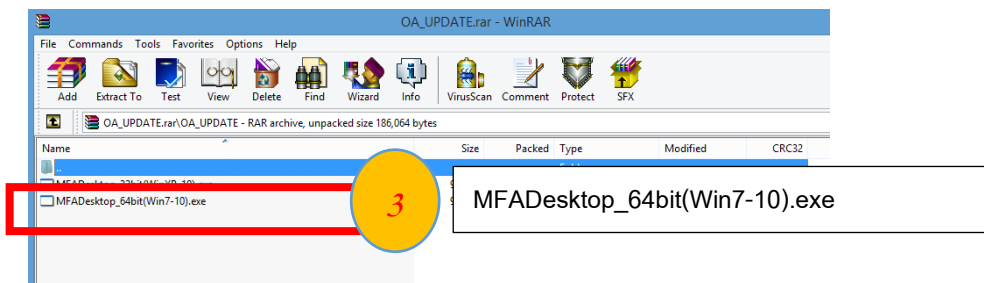 OA_UPDATE.rar - WinRAR
File Commands Tools Favorites Options Help
Add Extract To Test View Delete Find Wizard Info VirusScan Comment Protect SFX
OA_UPDATE.rar\OA_UPDATE - RAR archive, unpacked size 186,064 bytes
Name Size Packed Type Modified CRC32
..
MFADesktop_64bit(Win7-10).exe
3
MFADesktop_64bit(Win7-10).exe